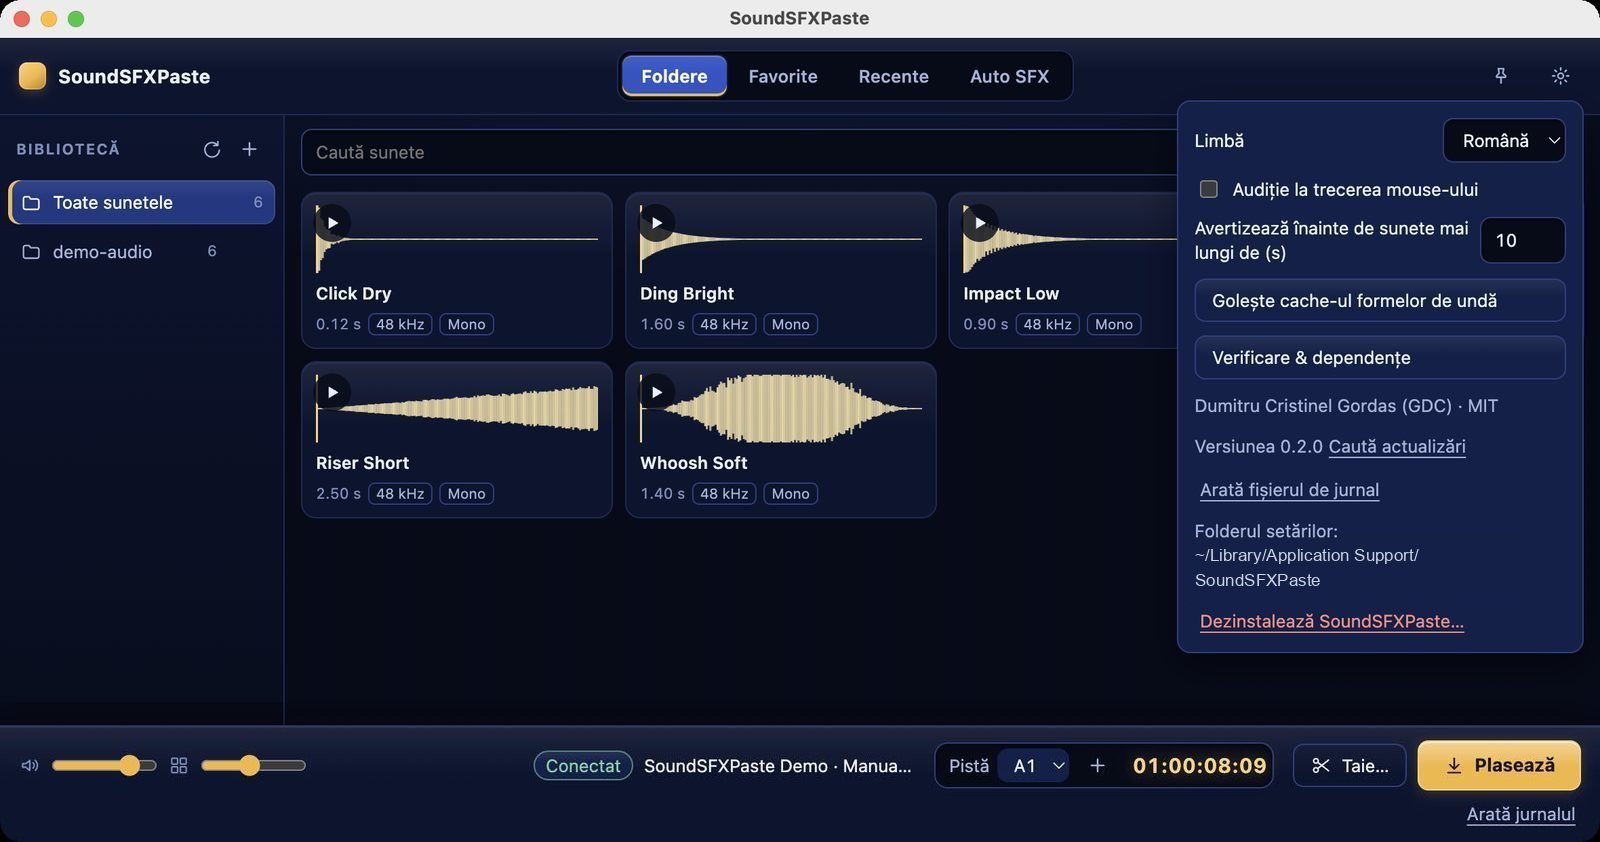 SoundSFXPaste
SoundSFXPaste
Foldere
Favorite
Recente
Auto SFX
BIBLIOTECĂ
Toate sunetele 6
demo-audio 6
Caută sunete
Click Dry
0.12 s 48 kHz Mono
Ding Bright
1.60 s 48 kHz Mono
Impact Low
0.90 s 48 kHz Mono
Riser Short
2.50 s 48 kHz Mono
Whoosh Soft
1.40 s 48 kHz Mono
Limbă Română
Audiție la trecerea mouse-ului
Avertizează înainte de sunete mai
lungi de (s)
10
Golește cache-ul formelor de undă
Verificare & dependențe
Dumitru Cristinel Gordas (GDC) · MIT
Versiunea 0.2.0 Caută actualizări
Arată fișierul de jurnal
Folderul setărilor:
~/Library/Application Support/
SoundSFXPaste
Dezinstalează SoundSFXPaste...
Conectat SoundSFXPaste Demo · Manua...
Pistă A1 + 01:00:08:09
Taie...
Plasează
Arată jurnalul